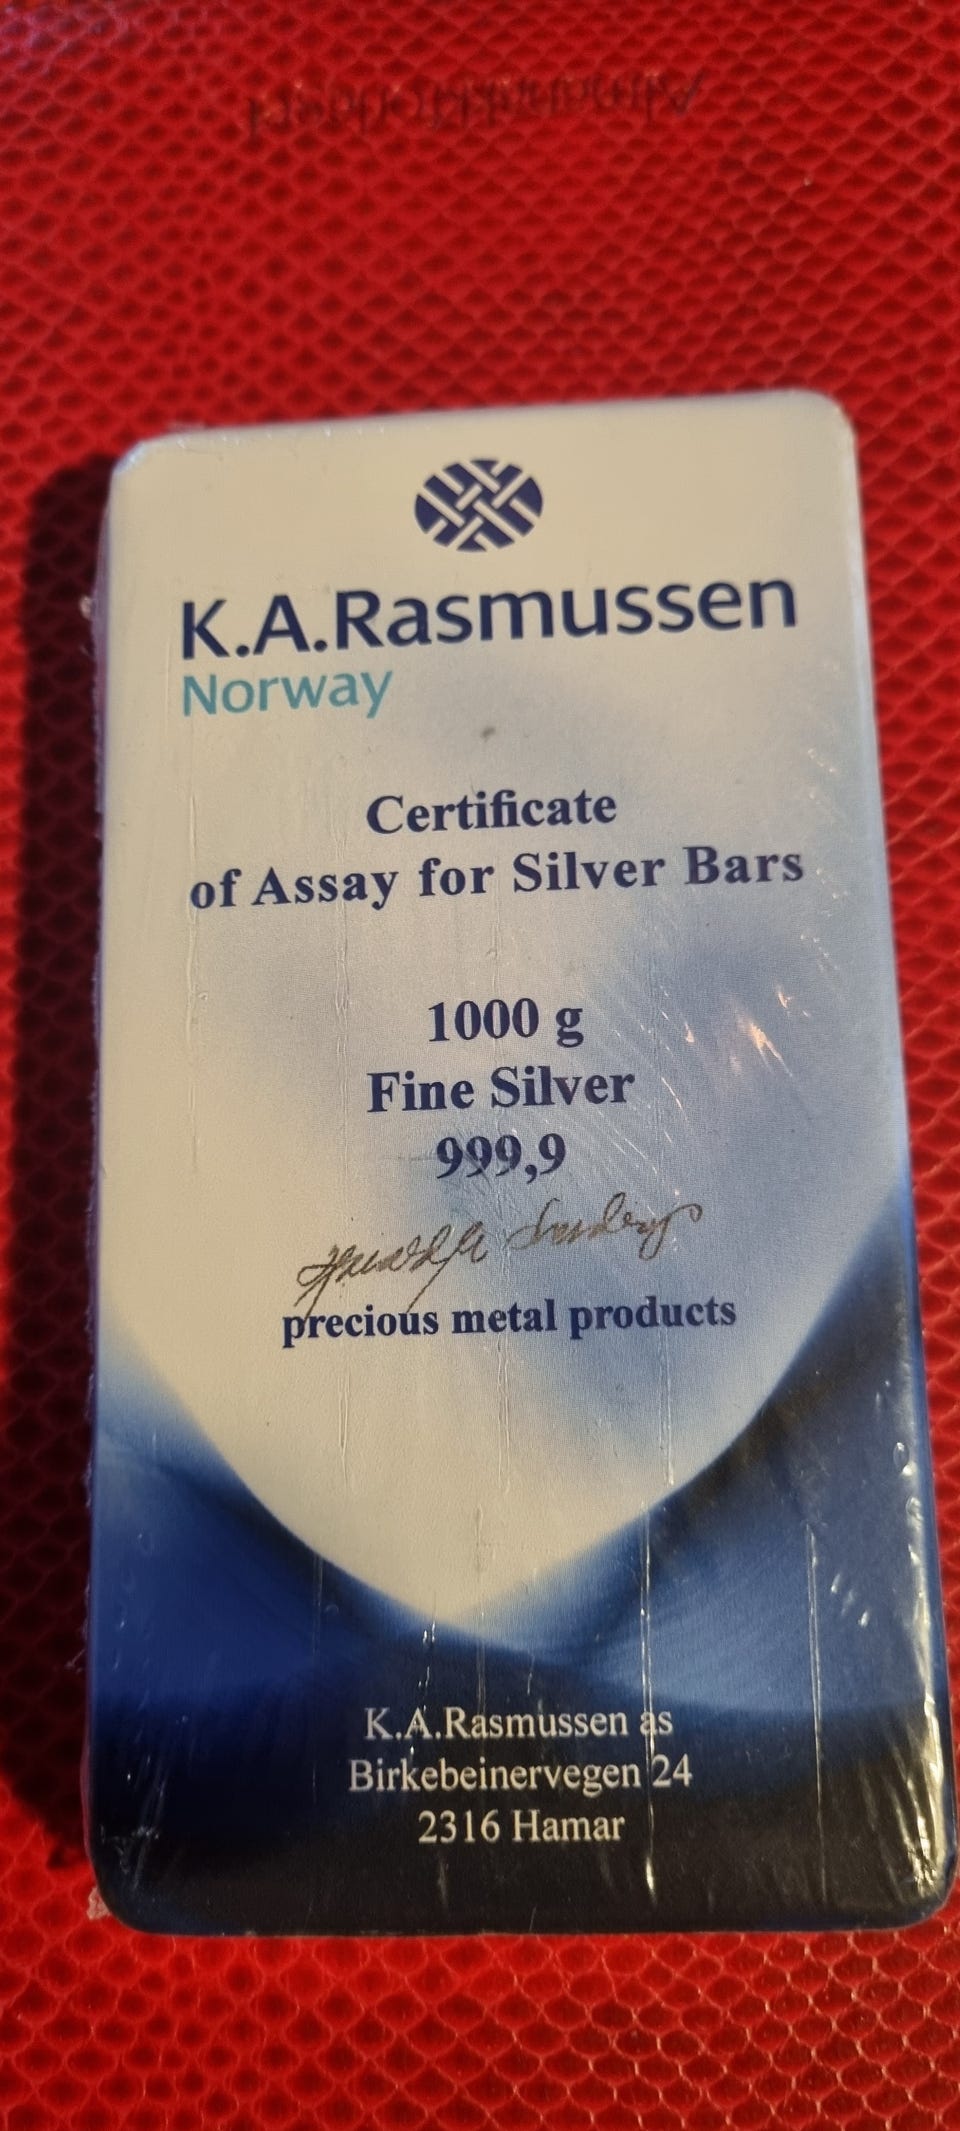 K.A.Rasmussen
Norway
Certificate
of Assay for Silver Bars
1000 g
Fine Silver
999,9
precious metal products
K.A.Rasmussen as
Birkebeinervegen 24
2316 Hamar